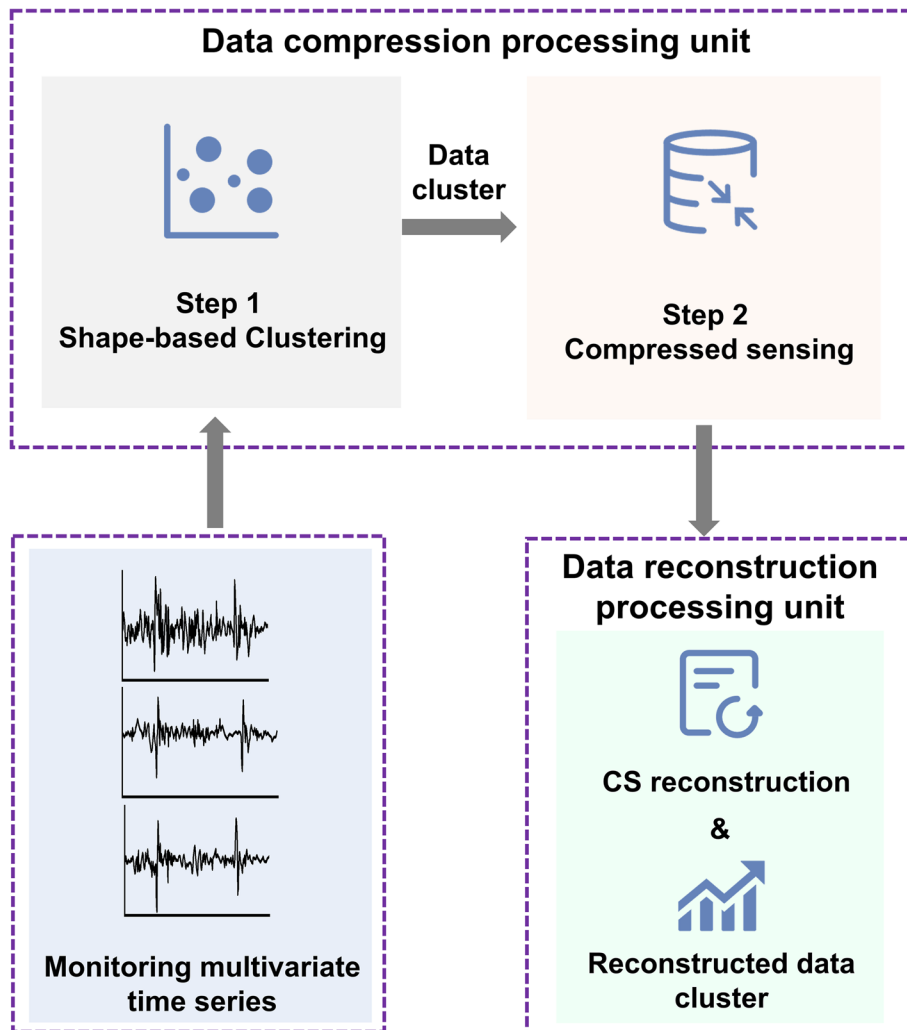 Data compression processing unit
Data
cluster
Step 1
Shape-based Clustering
Step 2
Compressed sensing
Monitoring multivariate
time series
Data reconstruction
processing unit
CS reconstruction
&
Reconstructed data
cluster